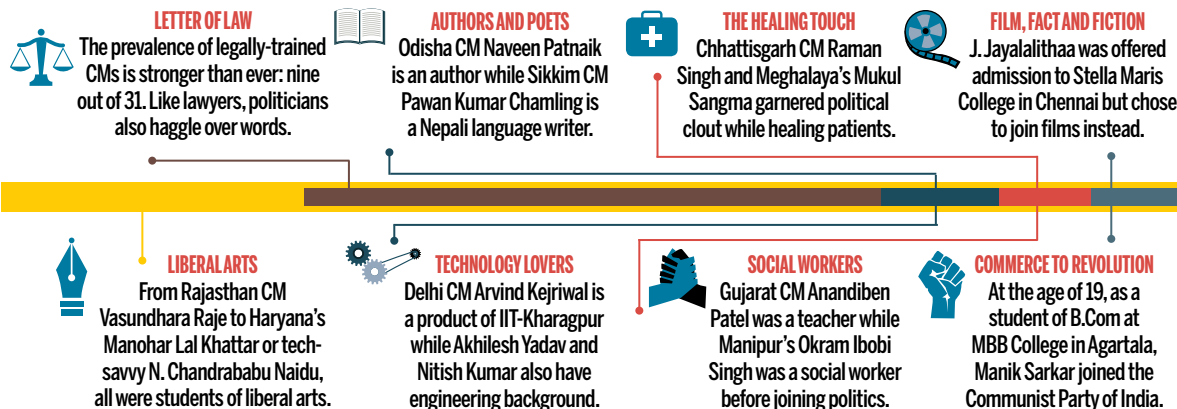 LETTER OF LAW
The prevalence of legally-trained
CMs is stronger than ever: nine
out of 31. Like lawyers, politicians
also haggle over words.
AUTHORS AND POETS
Odisha CM Naveen Patnaik
is an author while Sikkim CM
Pawan Kumar Chamling is
a Nepali language writer.
THE HEALING TOUCH
Chhattisgarh CM Raman
Singh and Meghalaya's Mukul
Sangma garnered political
clout while healing patients.
FILM, FACT AND FICTION
J. Jayalalithaa was offered
admission to Stella Maris
College in Chennai but chose
to join films instead.
LIBERAL ARTS
From Rajasthan CM
Vasundhara Raje to Haryana's
Manohar Lal Khattar or tech-
savvy N. Chandrababu Naidu,
all were students of liberal arts.
TECHNOLOGY LOVERS
Delhi CM Arvind Kejriwal is
a product of IIT-Kharagpur
while Akhilesh Yadav and
Nitish Kumar also have
engineering background.
SOCIAL WORKERS
Gujarat CM Anandiben
Patel was a teacher while
Manipur's Okram Ibobi
Singh was a social worker
before joining politics.
COMMERCE TO REVOLUTION
At the age of 19, as a
student of B.Com at
MBB College in Agartala,
Manik Sarkar joined the
Communist Party of India.